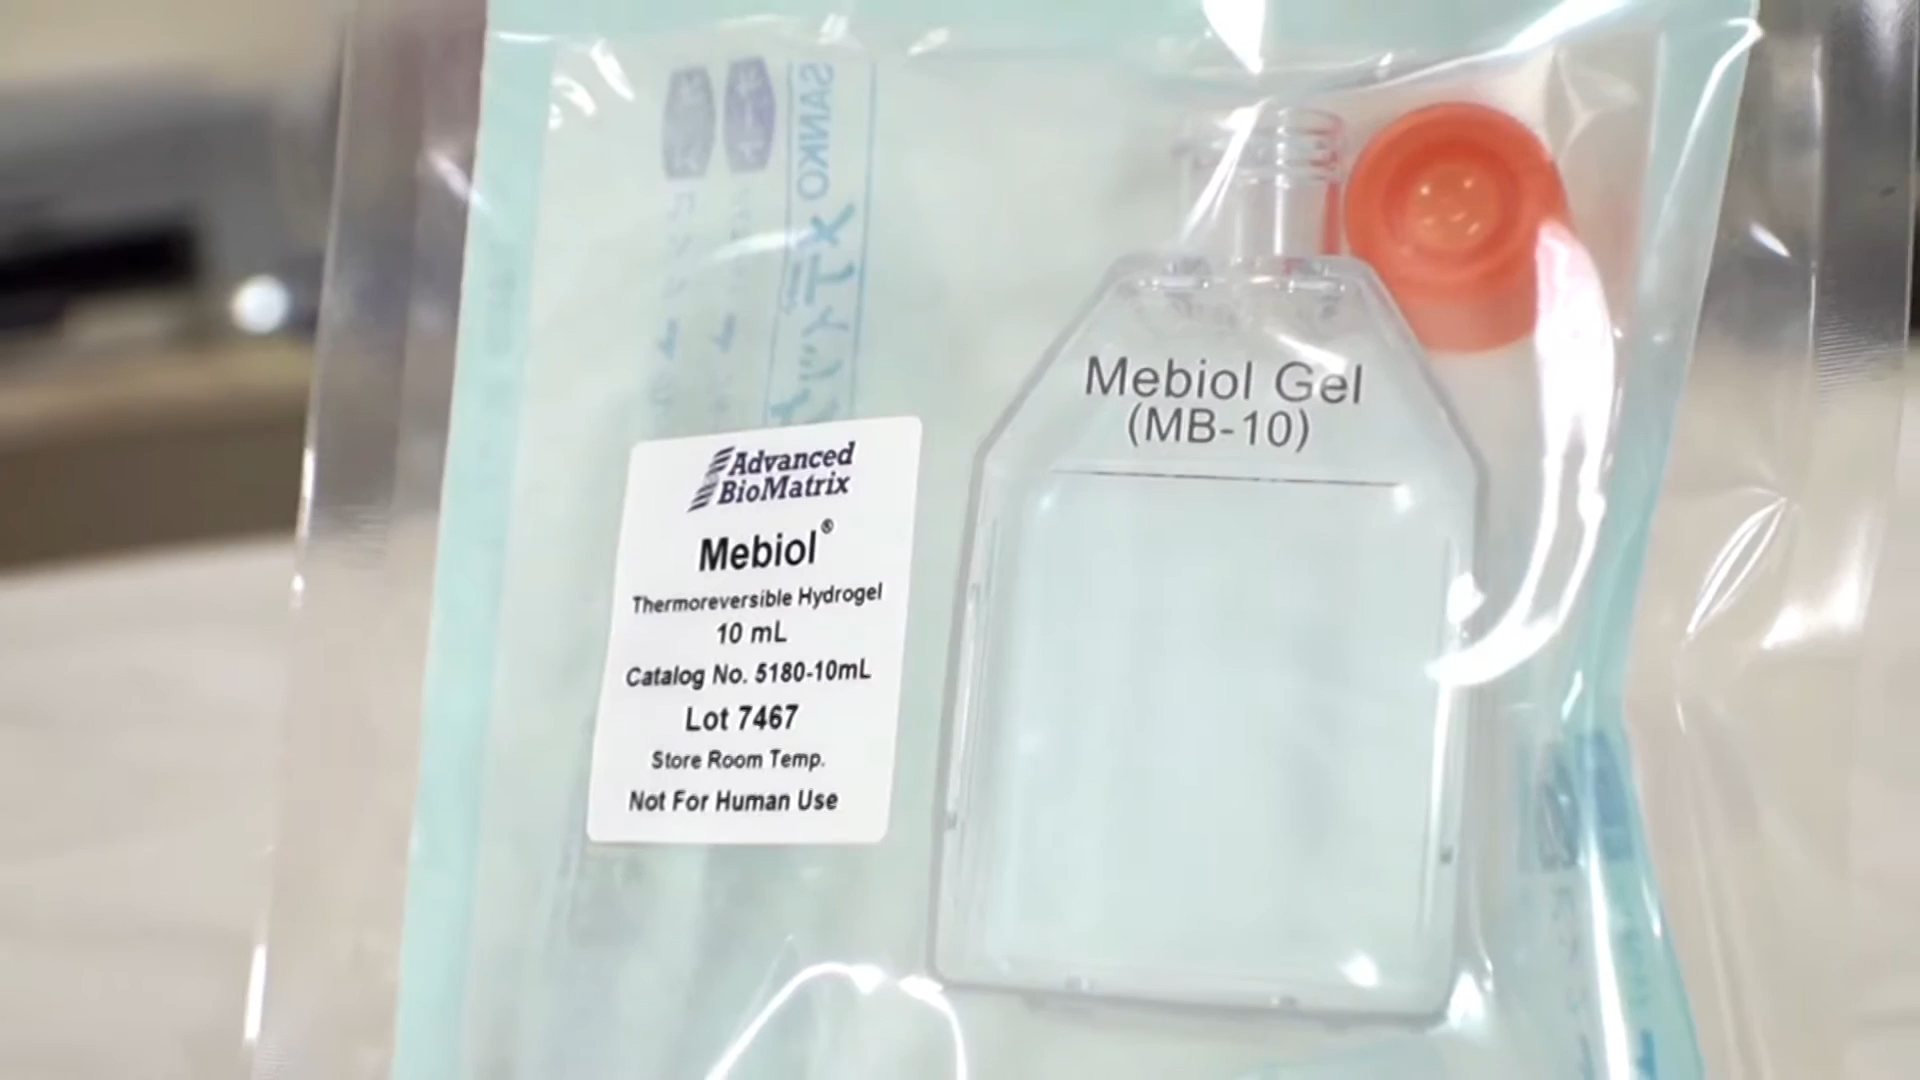 SANKO
Mebiol Gel
(MB-10)
Advanced
BioMatrix
Mebiol®
Thermoreversible Hydrogel
10 mL
Catalog No. 5180-10mL
Lot 7467
Store Room Temp.
Not For Human Use